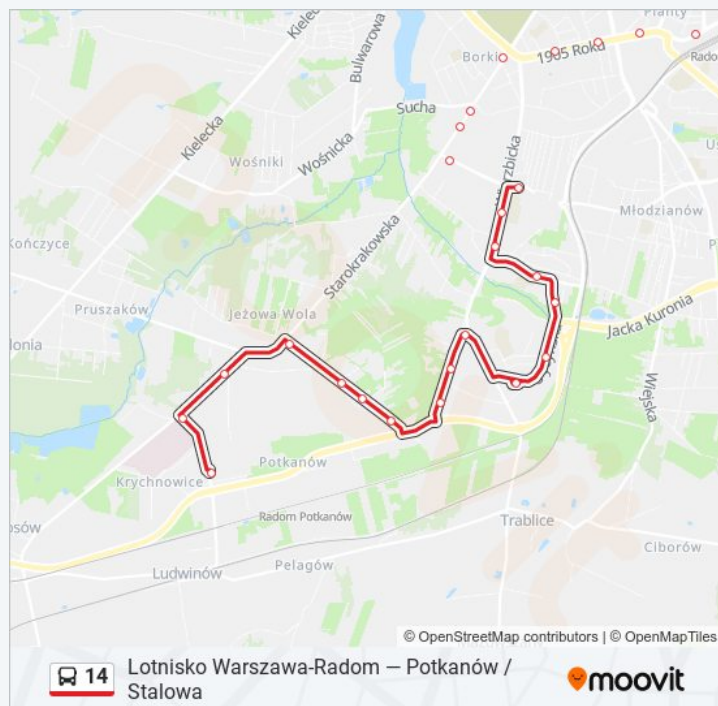 Kielec
Bulwarowa
Planty
Borki
1905 Roku
Rado
Kielecka
Sucha
Wośnicka
Wośniki
rzbicka
Młodzianów
Kończyce
Starokrakowska
Pruszaków
Jeżowa Wola
Jacka Kuronia
lonia
Wiejska
Potkanów
Krychnowice
Radom Potkanów
Trablice
osów
Ciborów
Pelagów
Ludwinów
© OpenStreetMap contributors | © OpenMapTiles
14
Lotnisko Warszawa-Radom — Potkanów /
Stalowa
moovit